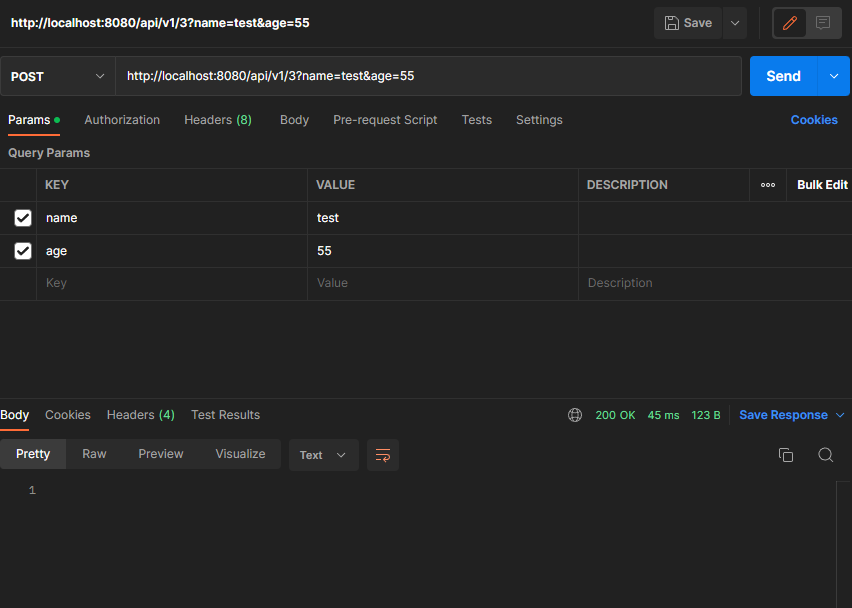 http://localhost:8080/api/v1/3?name=test&age=55
Save
POST
http://localhost:8080/api/v1/3?name=test&age=55
Send
Params Authorization Headers (8) Body Pre-request Script Tests Settings Cookies
Query Params
KEY VALUE DESCRIPTION Bulk Edit
name test
age 55
Key Value Description
Body Cookies Headers (4) Test Results 200 OK 45 ms 123 B Save Response
Pretty Raw Preview Visualize Text
1